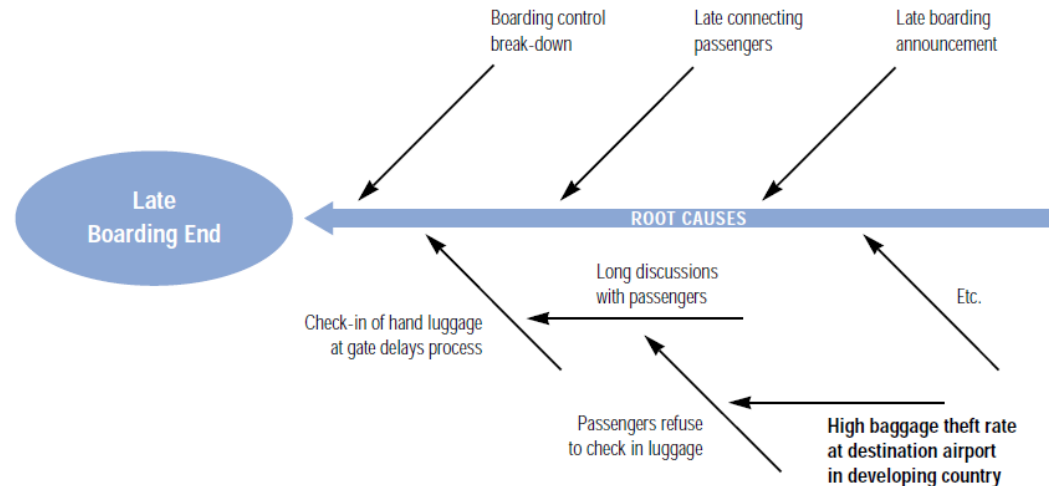 Boarding control
break-down
Late connecting
passengers
Late boarding
announcement
Late
Boarding End
ROOT CAUSES
Long discussions
with passengers
Etc.
Check-in of hand luggage
at gate delays process
Passengers refuse
to check in luggage
High baggage theft rate
at destination airport
in developing country